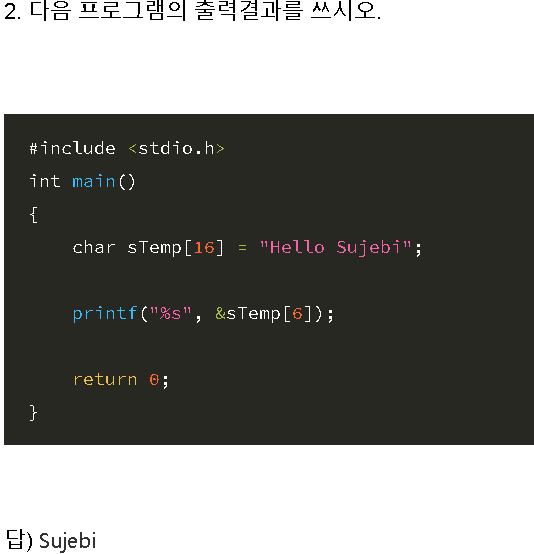 2. 다음 프로그램의 출력결과를 쓰시오.
#include <stdio.h>
int main()
{
char sTemp[16] = "Hello Sujebi";
printf("%s", &sTemp[6]);
return 0;
}
답) Sujebi